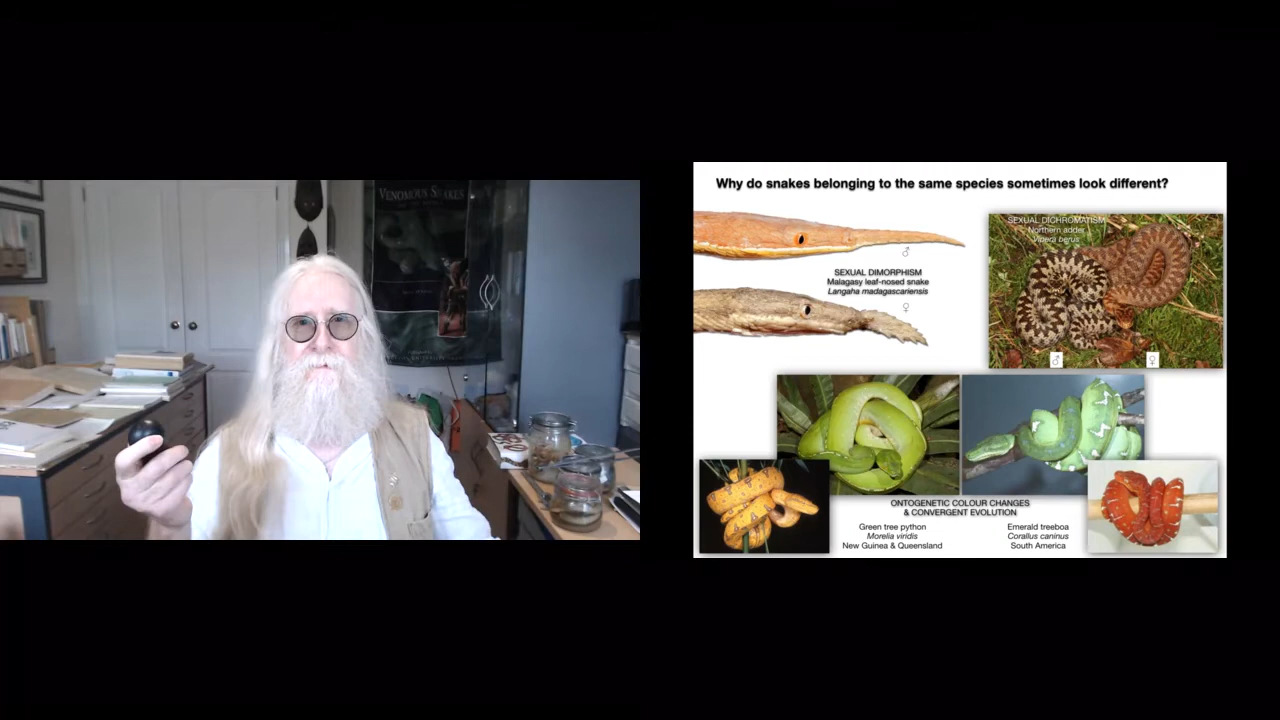 VENOMOUS SNAKES
Why do snakes belonging to the same species sometimes look different?
♂
SEXUAL DIMORPHISM
Malagasy leaf-nosed snake
Langaha madagascariensis
♀
SEXUAL DICHROMATISM
Northern adder
Vipera berus
♂
♀
ONTOGENETIC COLOUR CHANGES
& CONVERGENT EVOLUTION
Green tree python
Morelia viridis
New Guinea & Queensland
Emerald treeboa
Corallus caninus
South America